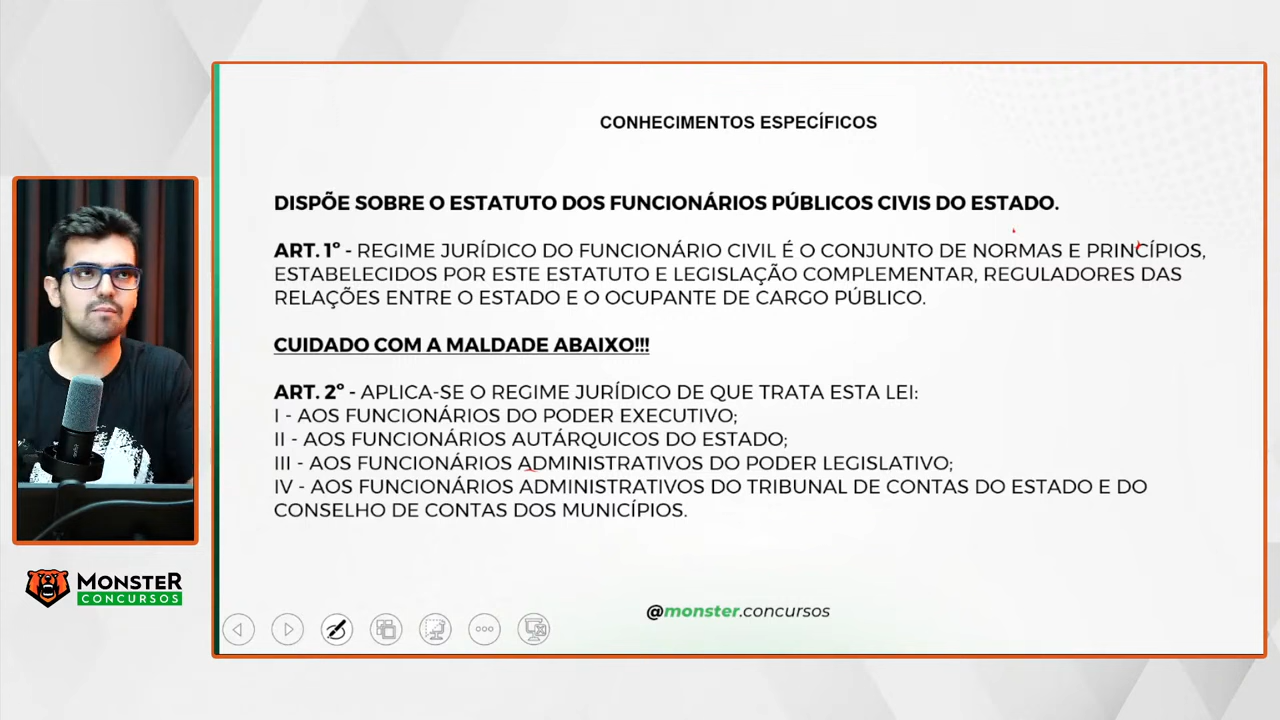 CONHECIMENTOS ESPECÍFICOS
DISPÕE SOBRE O ESTATUTO DOS FUNCIONÁRIOS PÚBLICOS CIVIS DO ESTADO.
ART. 1º - REGIME JURÍDICO DO FUNCIONÁRIO CIVIL É O CONJUNTO DE NORMAS E PRINCÍPIOS,
ESTABELECIDOS POR ESTE ESTATUTO E LEGISLAÇÃO COMPLEMENTAR, REGULADORES DAS
RELAÇÕES ENTRE O ESTADO E O OCUPANTE DE CARGO PÚBLICO.
CUIDADO COM A MALDADE ABAIXO!!!
ART. 2º - APLICA-SE O REGIME JURÍDICO DE QUE TRATA ESTA LEI:
I - AOS FUNCIONÁRIOS DO PODER EXECUTIVO;
II - AOS FUNCIONÁRIOS AUTÁRQUICOS DO ESTADO;
III - AOS FUNCIONÁRIOS ADMINISTRATIVOS DO PODER LEGISLATIVO;
IV - AOS FUNCIONÁRIOS ADMINISTRATIVOS DO TRIBUNAL DE CONTAS DO ESTADO E DO
CONSELHO DE CONTAS DOS MUNICÍPIOS.
@monster.concursos
MONSTER
CONCURSOS